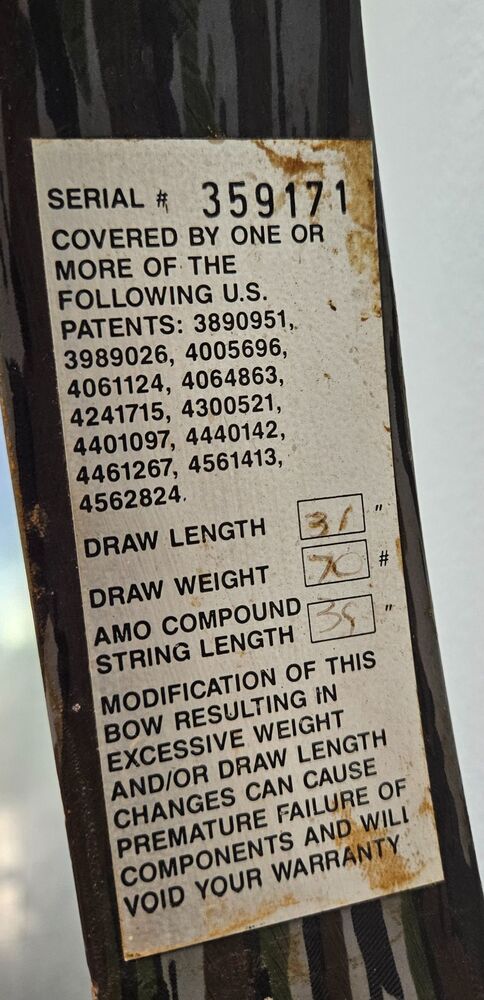 SERIAL # 359171
COVERED BY ONE OR
MORE OF THE
FOLLOWING U.S.
PATENTS: 3890951,
3989026, 4005696,
4061124, 4064863,
4241715, 4300521,
4401097, 4440142,
4461267, 4561413,
4562824.
DRAW LENGTH 31 "
DRAW WEIGHT 70 #
AMO COMPOUND
STRING LENGTH "
MODIFICATION OF THIS
BOW RESULTING IN
EXCESSIVE WEIGHT
AND/OR DRAW LENGTH
CHANGES CAN CAUSE
PREMATURE FAILURE OF
COMPONENTS AND WILL
VOID YOUR WARRANTY